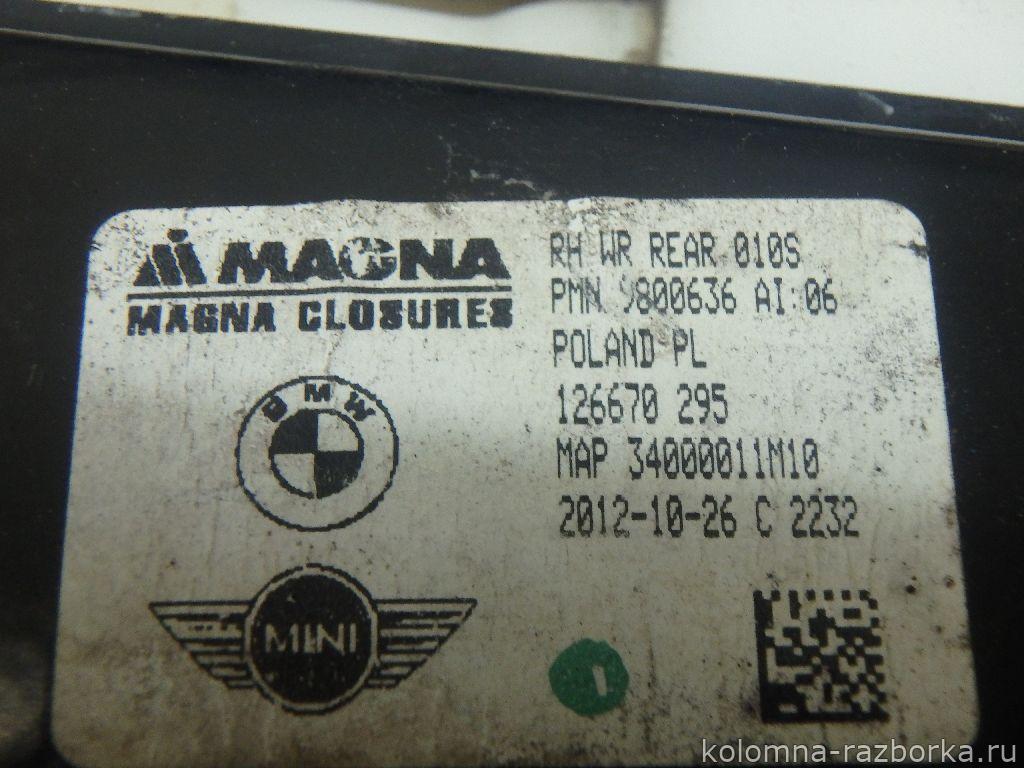 MAGNA
MAGNA CLOSURES
BMW
MINI
RH WR REAR 010S
PMN 9800636 AI:06
POLAND PL
126670 295
MAP 34000011M10
2012-10-26 C 2232
kolomna-razborka.ru